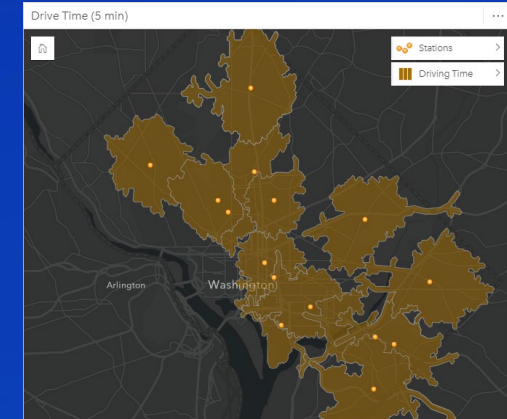 Drive Time (5 min)
Stations
Driving Time
Arlington
Washington